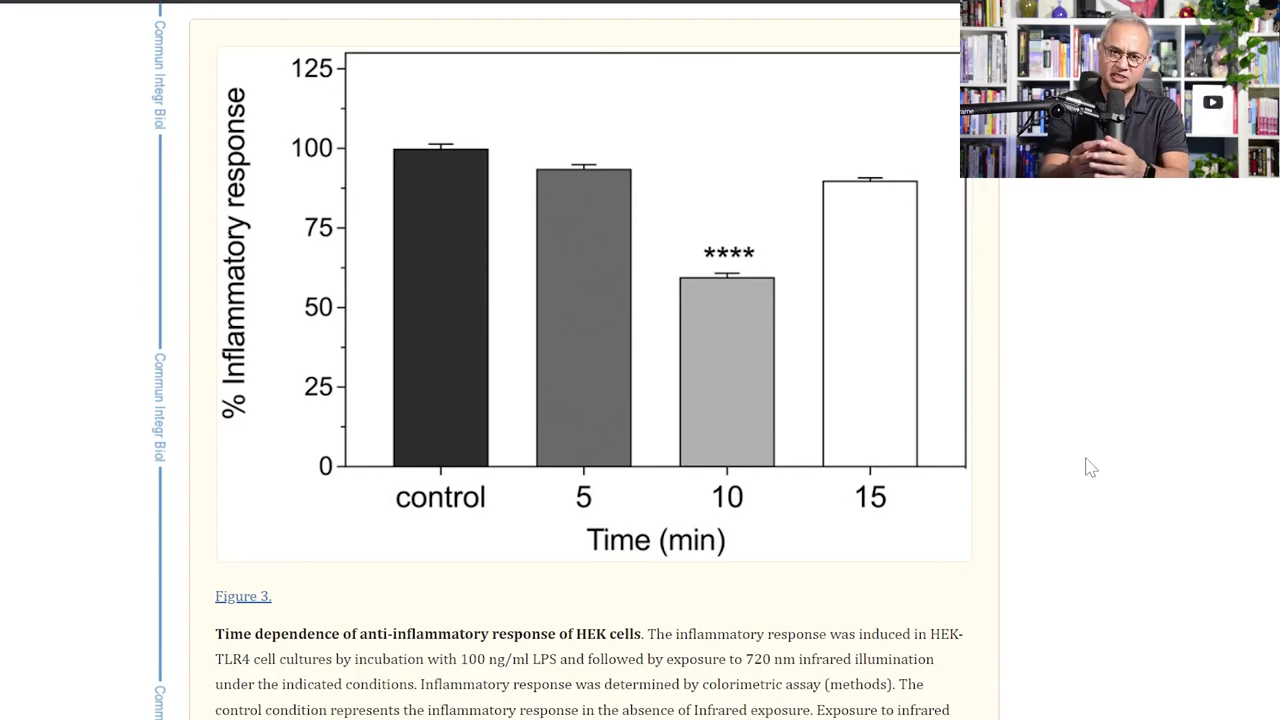 Commun Integr Biol
Commun Integr Biol
% Inflammatory response
125
100
75
50
25
0
****
control 5 10 15
Time (min)
Figure 3.
Time dependence of anti-inflammatory response of HEK cells. The inflammatory response was induced in HEK-
TLR4 cell cultures by incubation with 100 ng/ml LPS and followed by exposure to 720 nm infrared illumination
under the indicated conditions. Inflammatory response was determined by colorimetric assay (methods). The
control condition represents the inflammatory response in the absence of Infrared exposure. Exposure to infrared
Comm